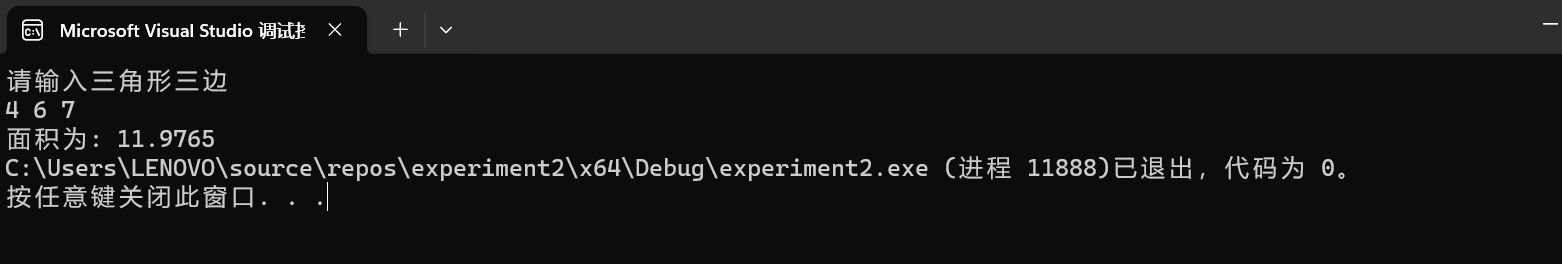 Microsoft Visual Studio 调试
请输入三角形三边
4 6 7
面积为: 11.9765
C:\Users\LENOVO\source\repos\experiment2\x64\Debug\experiment2.exe (进程 11888)已退出，代码为 0。
按任意键关闭此窗口. . .